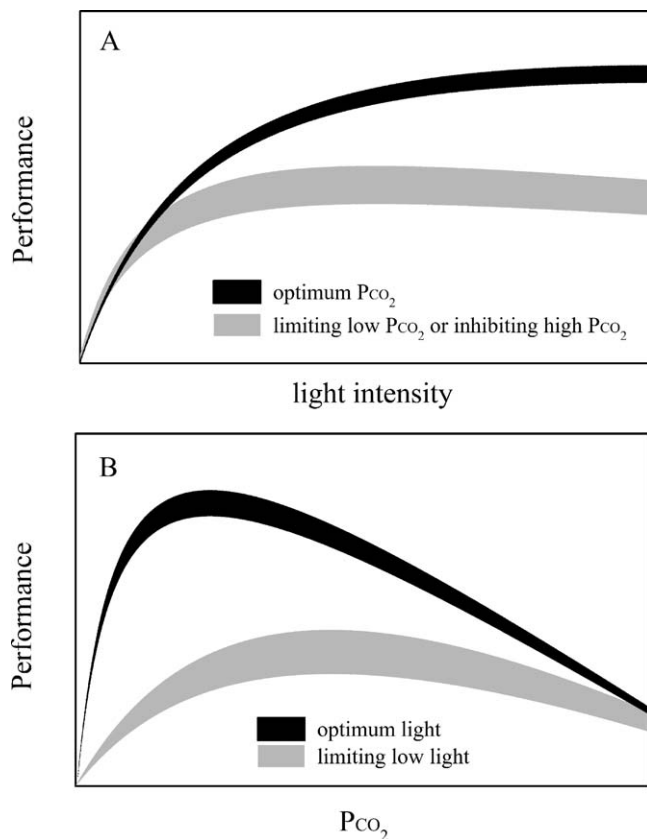 A
Performance
optimum PCO₂
limiting low PCO₂ or inhibiting high PCO₂
light intensity
B
Performance
optimum light
limiting low light
PCO₂